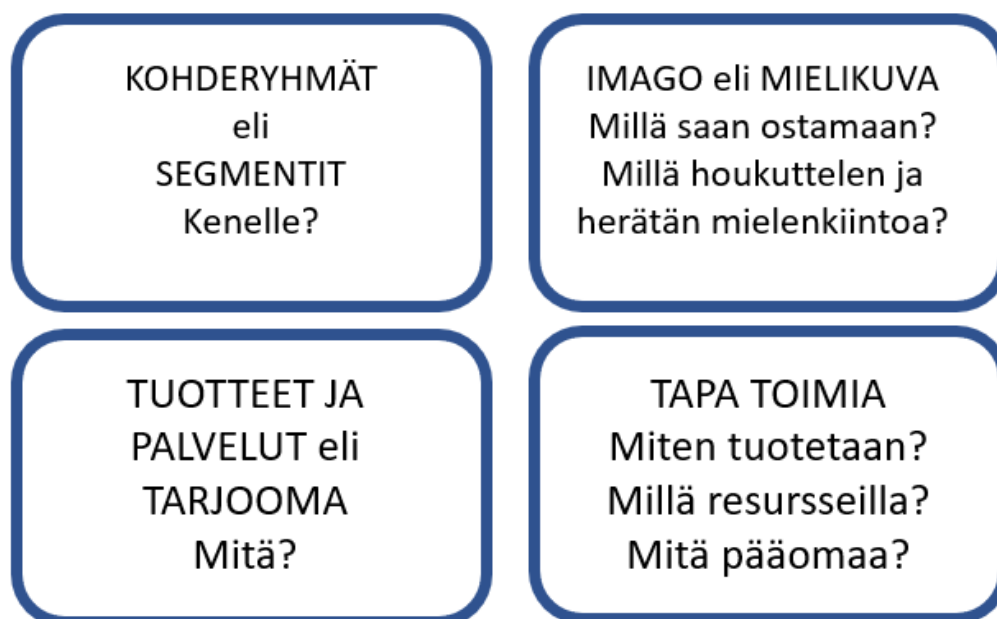 KOHDERYHMÄT
eli
SEGMENTIT
Kenelle?
IMAGO eli MIELIKUVA
Millä saan ostamaan?
Millä houkuttelen ja
herätän mielenkiintoa?
TUOTTEET JA
PALVELUT eli
TARJOOMA
Mitä?
TAPA TOIMIA
Miten tuotetaan?
Millä resursseilla?
Mitä pääomaa?